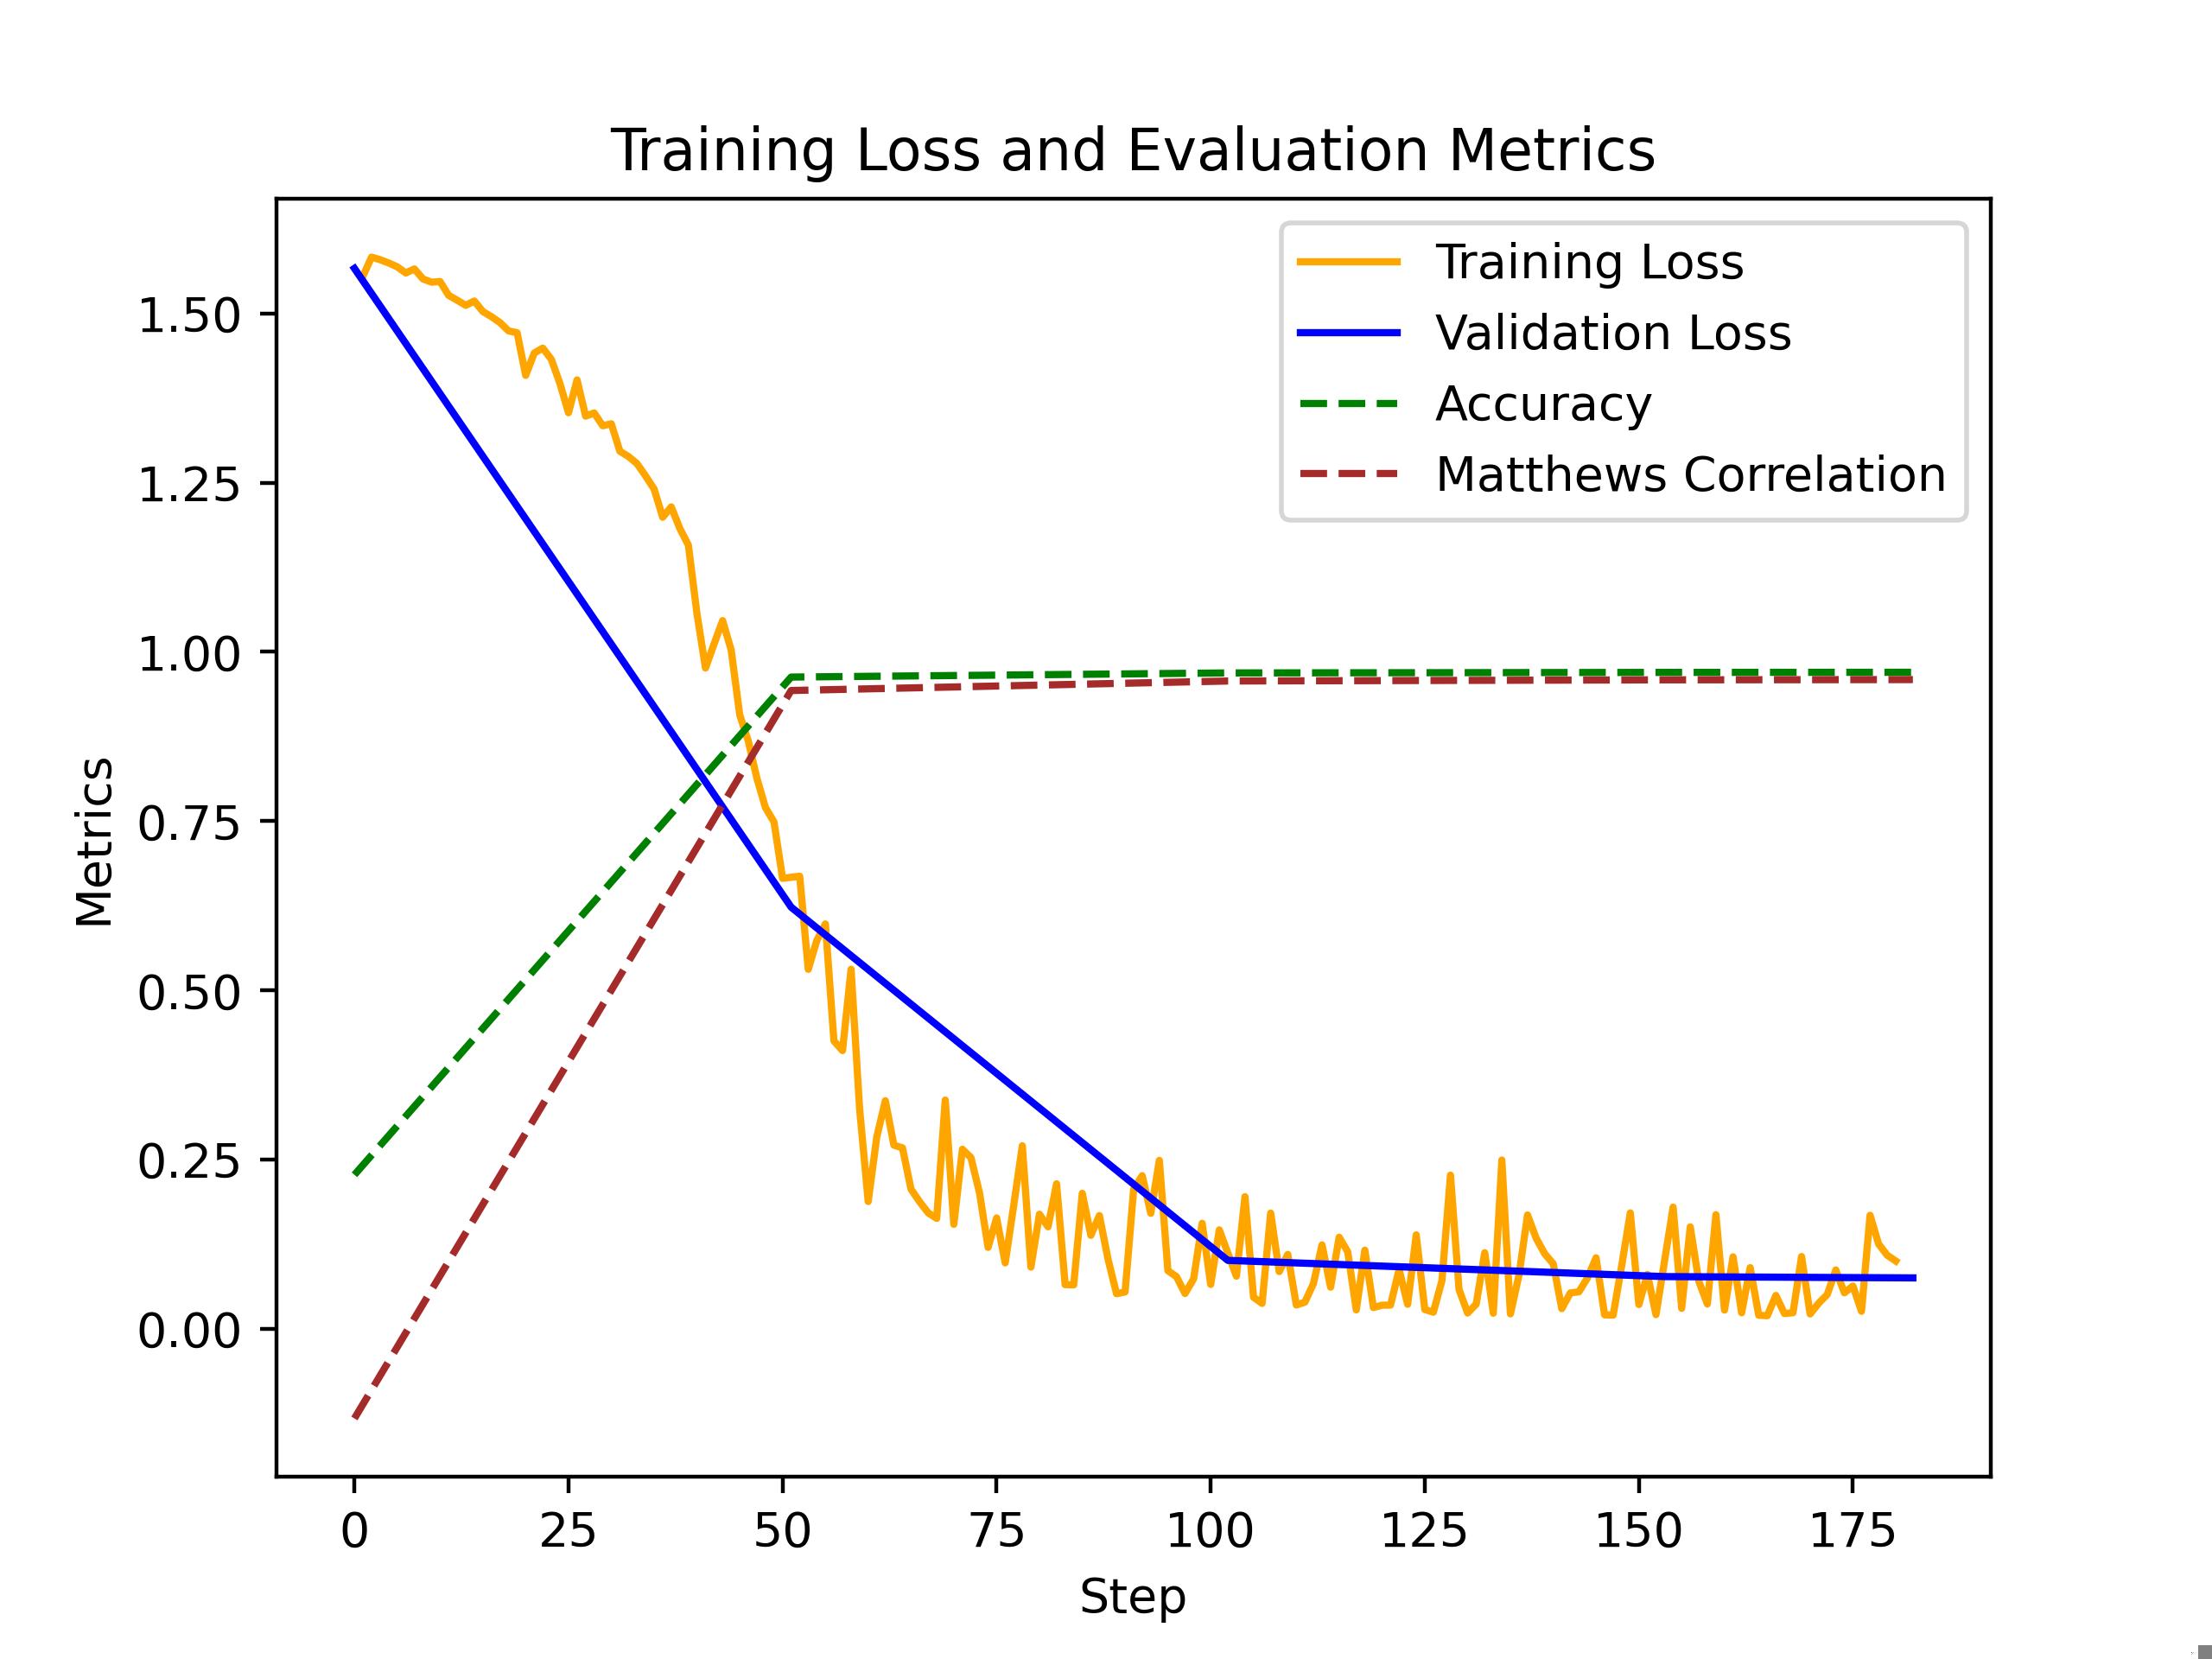 Training Loss and Evaluation Metrics
Training Loss
Validation Loss
Accuracy
Matthews Correlation
Metrics
1.50
1.25
1.00
0.75
0.50
0.25
0.00
0 25 50 75 100 125 150 175
Step